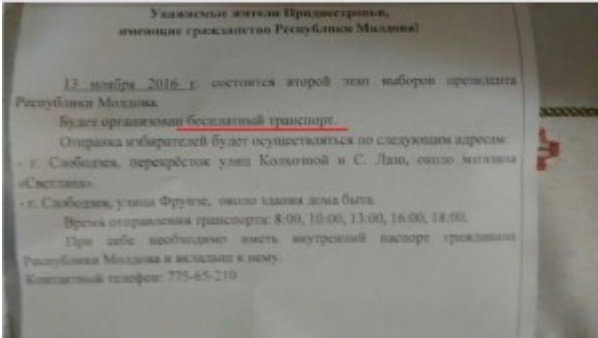 Уважаемые жители Приднестровья,
имеющие гражданство Республики Молдова!
13 ноября 2016 г. состоится второй этап выборов президента
Республики Молдова.
Будет организован бесплатный транспорт.
Отправка избирателей будет осуществляться по следующим адресам:
- г. Слободзея, перекрёсток улиц Колхозной и С. Лазо, около магазина
«Светлана».
- г. Слободзея, улица Фрунзе, около здания дома быта.
Время отправления транспорта: 8:00, 10:00, 13:00, 16:00, 18:00.
При себе необходимо иметь внутренний паспорт гражданина
Республики Молдова и вкладыш к нему.
Контактный телефон: 775-65-210